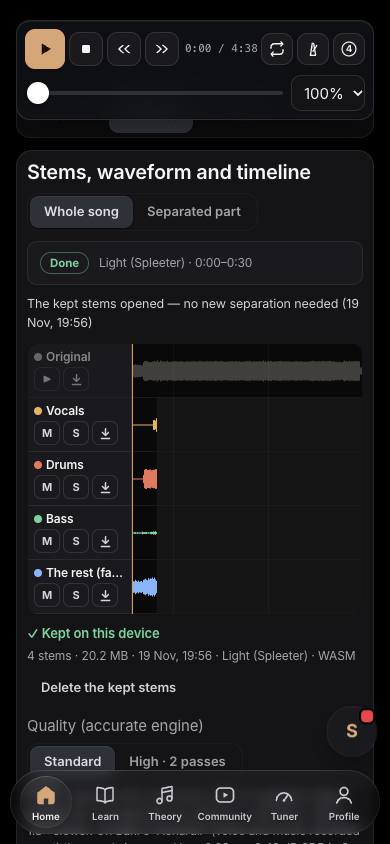 0:00 / 4:38
4
100%
Stems, waveform and timeline
Whole song
Separated part
Done
Light (Spleeter) · 0:00–0:30
The kept stems opened — no new separation needed (19
Nov, 19:56)
Original
Vocals
M S
Drums
M S
Bass
M S
The rest (fa…
M S
✓ Kept on this device
4 stems · 20.2 MB · 19 Nov, 19:56 · Light (Spleeter) · WASM
Delete the kept stems
S
Quality (accurate engine)
Standard
High · 2 passes
Home
Learn
Theory
Community
Tuner
Profile